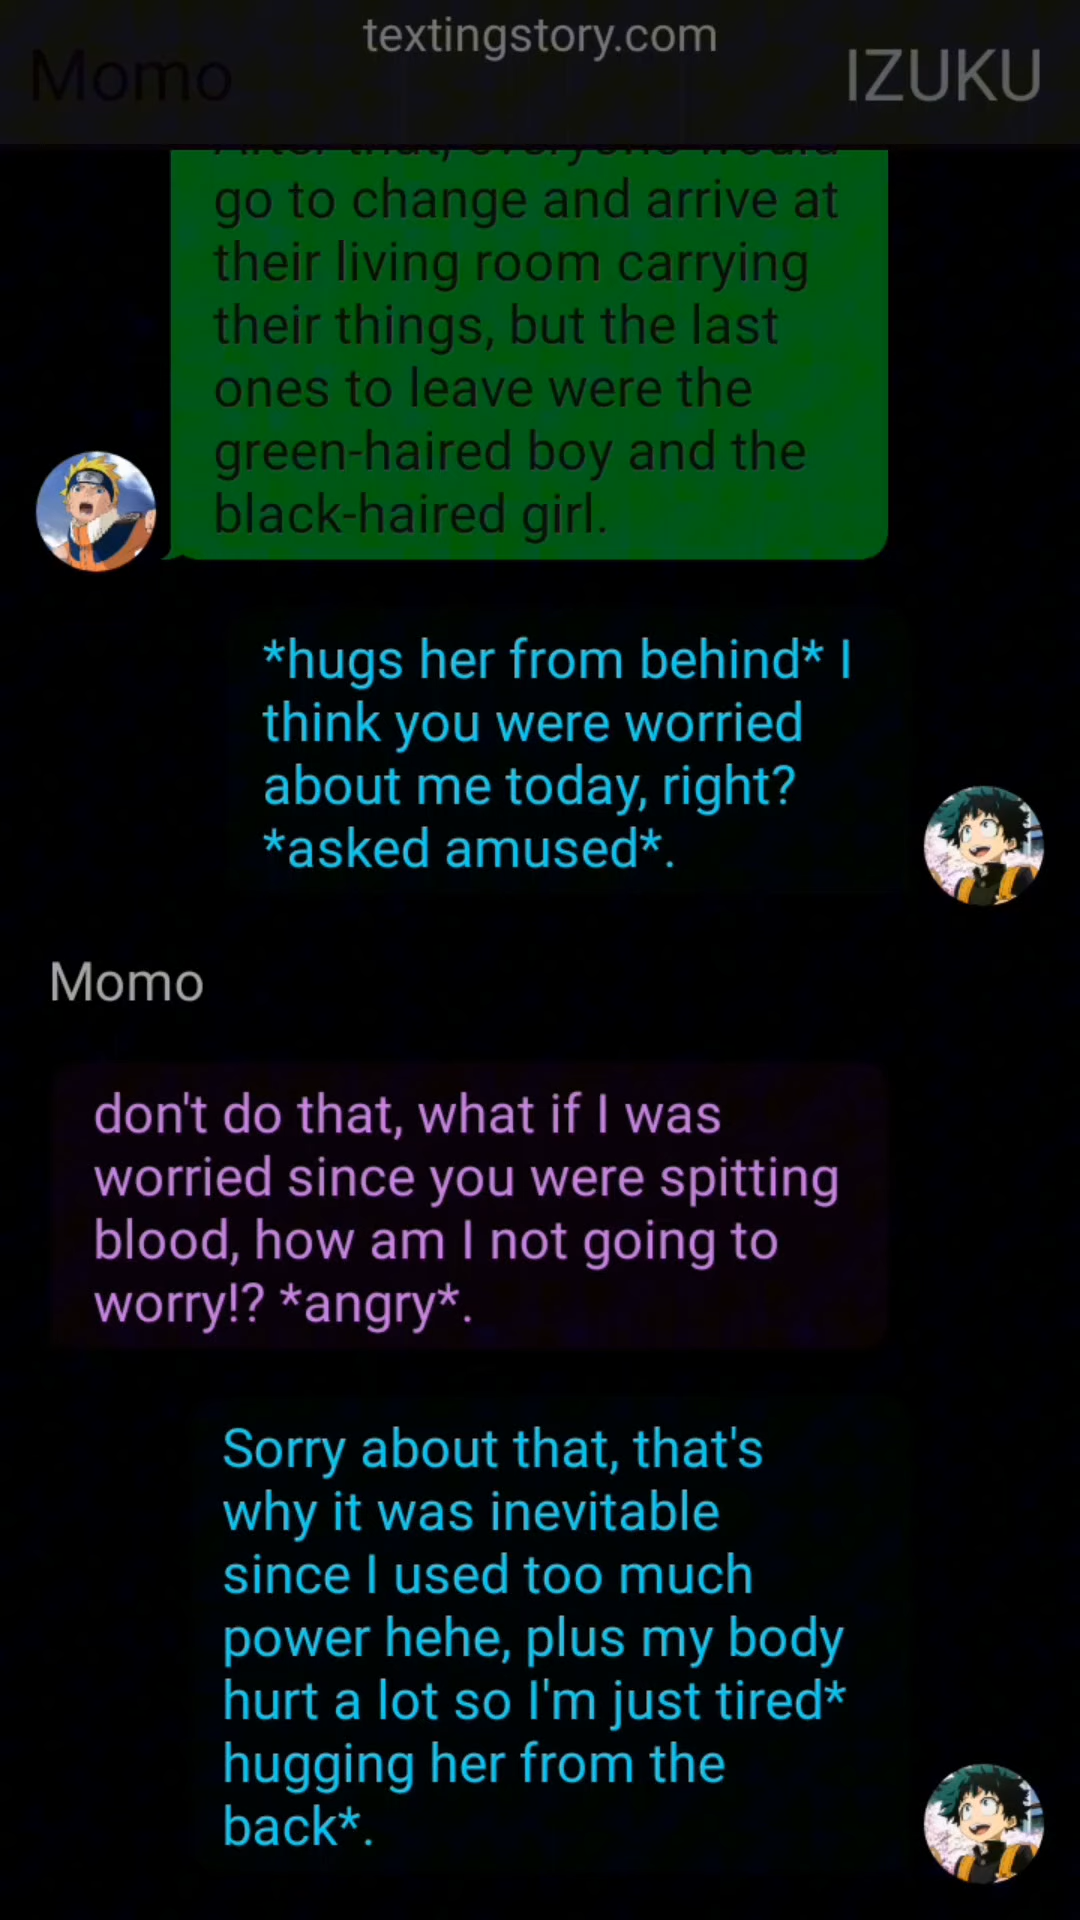 textingstory.com
Momo
IZUKU
After that, everyone would
go to change and arrive at
their living room carrying
their things, but the last
ones to leave were the
green-haired boy and the
black-haired girl.
*hugs her from behind* I
think you were worried
about me today, right?
*asked amused*.
Momo
don't do that, what if I was
worried since you were spitting
blood, how am I not going to
worry!? *angry*.
Sorry about that, that's
why it was inevitable
since I used too much
power hehe, plus my body
hurt a lot so I'm just tired*
hugging her from the
back*.